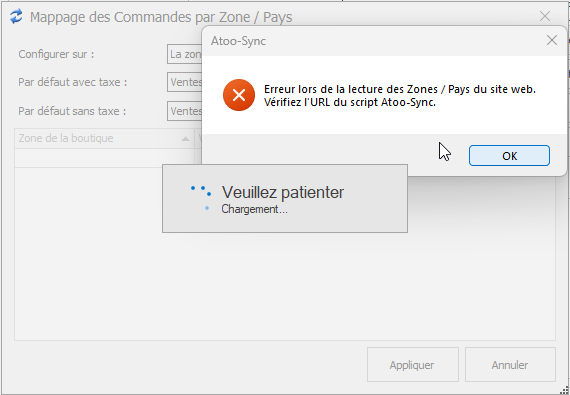 Mappage des Commandes par Zone / Pays
Atoo-Sync
Configurer sur :
La zon
Erreur lors de la lecture des Zones / Pays du site web.
Vérifiez l'URL du script Atoo-Sync.
Par défaut avec taxe :
Ventes
Par défaut sans taxe :
Ventes
Zone de la boutique
OK
Veuillez patienter
Chargement...
Appliquer
Annuler